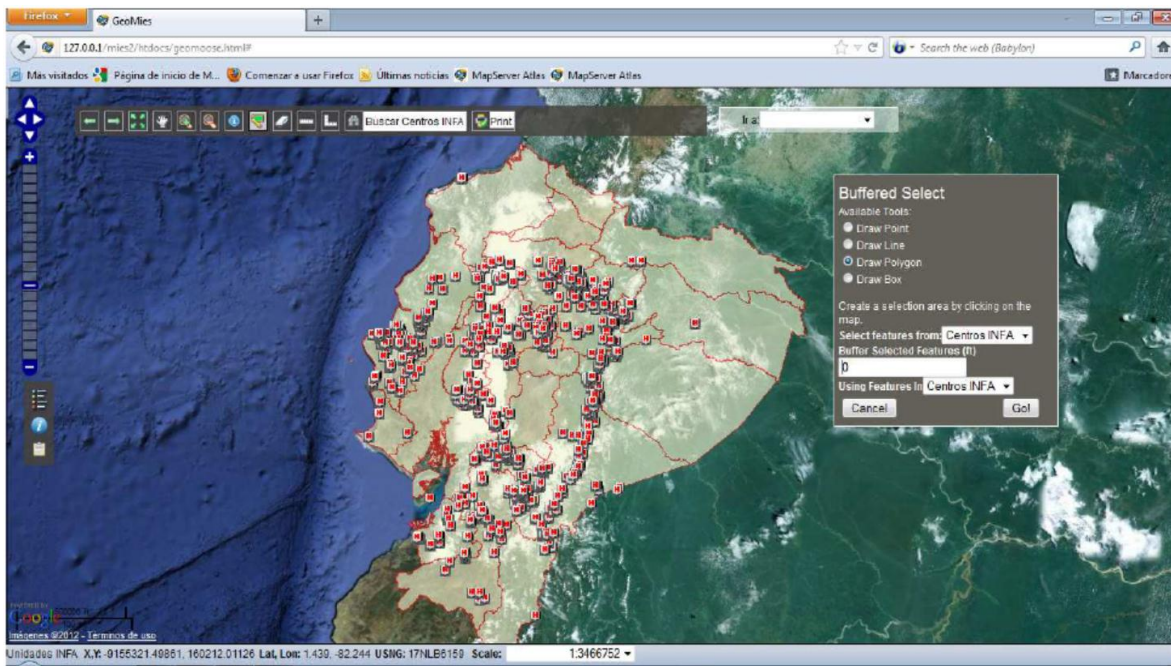 Firefox
GeoMies
127.0.0.1/mies2/htdocs/geomoose.html#
Search the web (Babylon)
Más visitados
Página de inicio de M...
Comenzar a usar Firefox
Últimas noticias
MapServer Atlas
MapServer Atlas
Marcadores
Buscar Centros INFA
Print
Ir a:
Buffered Select
Available Tools:
Draw Point
Draw Line
Draw Polygon
Draw Box
Create a selection area by clicking on the
map.
Select features from: Centros INFA
Buffer Selected Features (ft)
0
Using Features In Centros INFA
Cancel
Go!
Google
Imágenes ©2012 - Términos de uso
Unidades INFA X,Y: -9155321.49861, 160212.01126 Lat, Lon: 1.439, -82.244 USNG: 17NLB6159 Scale: 1:3466752